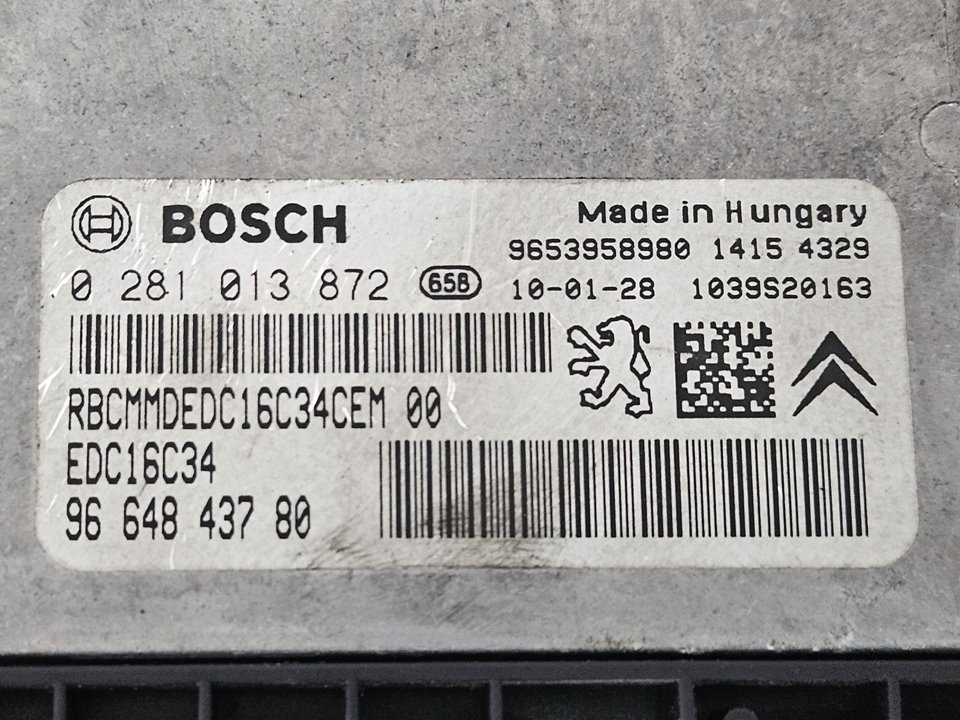 BOSCH
Made in Hungary
9653958980 1415 4329
0 281 013 872 65B 10-01-28 1039S20163
RBCMMDEDC16C34CEM 00
EDC16C34
96 648 437 80